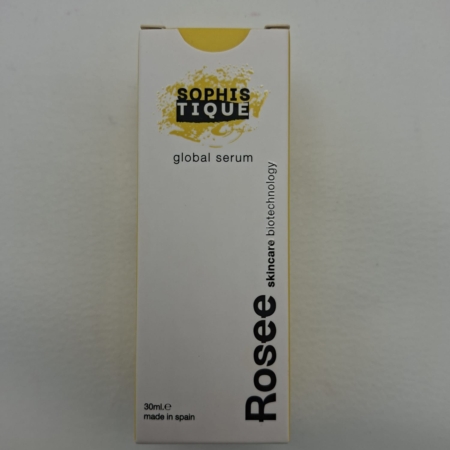 SOPHIS
TIQUE
global serum
Rosee skincare biotechnology
30ml.℮
made in spain